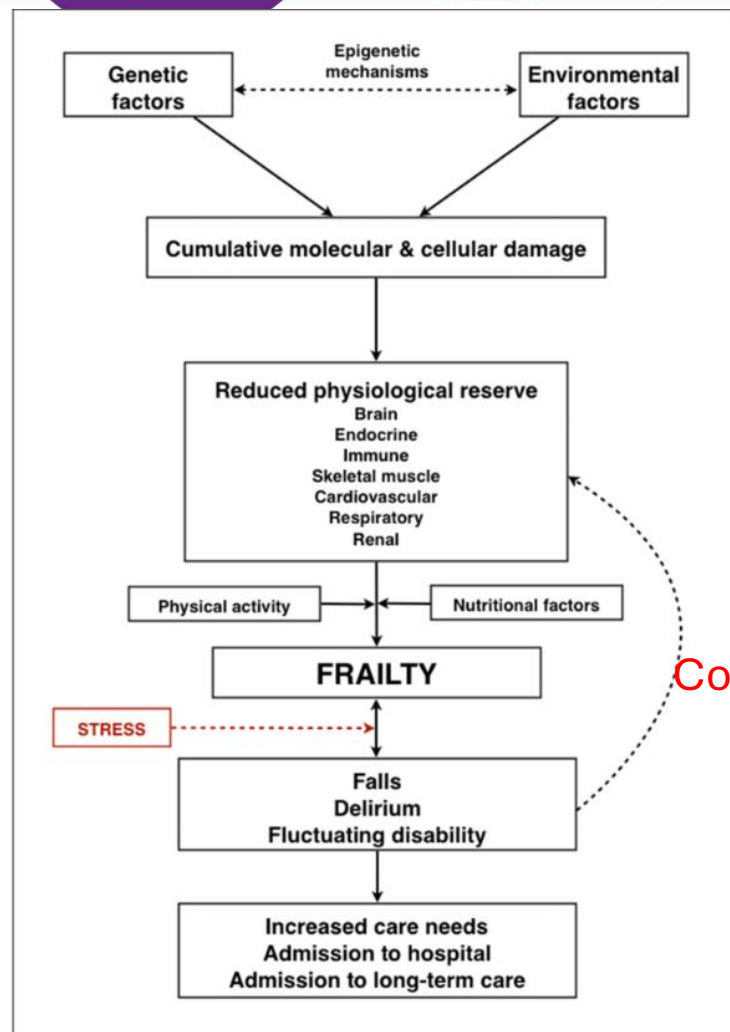 Epigenetic
mechanisms
Genetic
factors
Environmental
factors
Cumulative molecular & cellular damage
Reduced physiological reserve
Brain
Endocrine
Immune
Skeletal muscle
Cardiovascular
Respiratory
Renal
Physical activity
Nutritional factors
FRAILTY
Co
STRESS
Falls
Delirium
Fluctuating disability
Increased care needs
Admission to hospital
Admission to long-term care